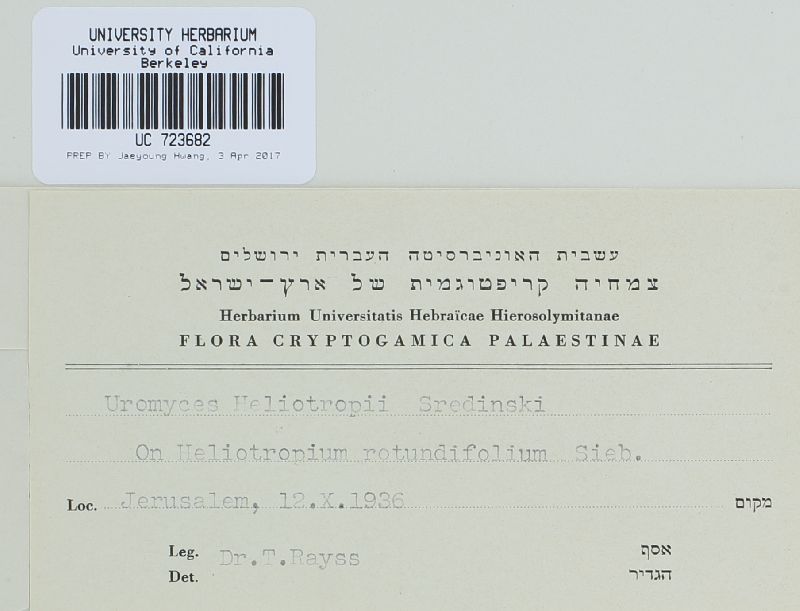 UNIVERSITY HERBARIUM
University of California
Berkeley
UC 723682
PREP BY Jaeyoung Hwang, 3 Apr 2017
עשבית האוניברסיטה העברית ירושלים
צמחיה קריפטוגמית של ארץ-ישראל
Herbarium Universitatis Hebraïcae Hierosolymitanae
FLORA CRYPTOGAMICA PALAESTINAE
Uromyces Heliotropii Sredinski
On Heliotropium rotundifolium Sieb.
Loc. Jerusalem, 12.X.1936 מקום
Leg. Dr.T.Rayss אסף
Det. הגדיר